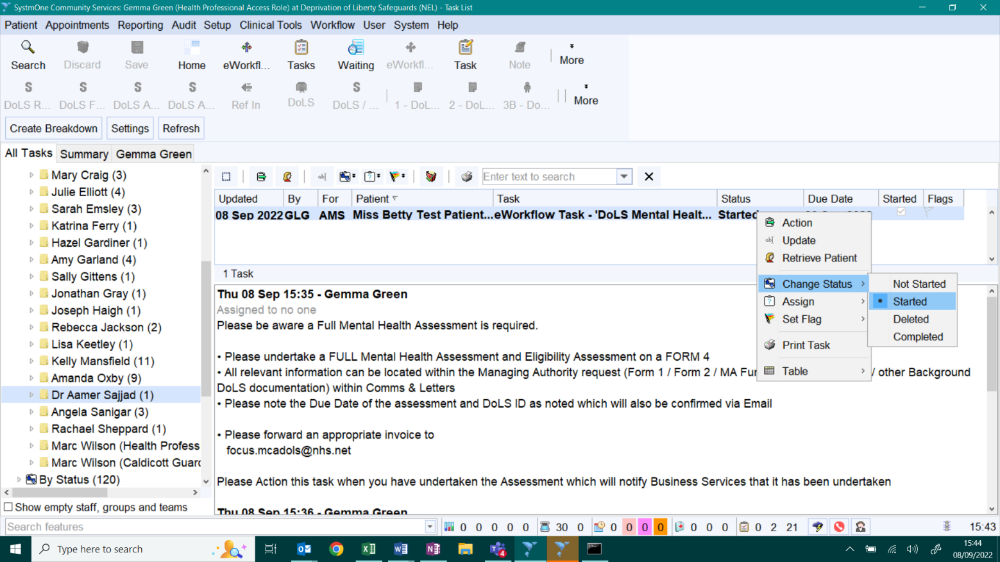 SystmOne Community Services: Gemma Green (Health Professional Access Role) at Deprivation of Liberty Safeguards (NEL) - Task List
Patient Appointments Reporting Audit Setup Clinical Tools Workflow User System Help
Search Discard Save Home eWorkfl... Tasks Waiting eWorkfl... Task Note More
DoLS R... DoLS F... DoLS A... DoLS A... Ref In DoLS DoLS / ... 1 - DoL... 2 - DoL... 3B - Do... More
Create Breakdown Settings Refresh
All Tasks Summary Gemma Green
Mary Craig (3)
Julie Elliott (4)
Sarah Emsley (3)
Katrina Ferry (1)
Hazel Gardiner (1)
Amy Garland (4)
Sally Gittens (1)
Jonathan Gray (1)
Joseph Haigh (1)
Rebecca Jackson (2)
Lisa Keetley (1)
Kelly Mansfield (11)
Amanda Oxby (9)
Dr Aamer Sajjad (1)
Angela Sanigar (3)
Rachael Sheppard (1)
Marc Wilson (Health Profess
Marc Wilson (Caldicott Guar
By Status (120)
Show empty staff, groups and teams
Enter text to search
Updated By For Patient Task Status Due Date Started Flags
08 Sep 2022 GLG AMS Miss Betty Test Patient... eWorkflow Task - 'DoLS Mental Healt... Started
1 Task
Action
Update
Retrieve Patient
Change Status
Assign
Set Flag
Print Task
Table
Not Started
Started
Deleted
Completed
Thu 08 Sep 15:35 - Gemma Green
Assigned to no one
Please be aware a Full Mental Health Assessment is required.
• Please undertake a FULL Mental Health Assessment and Eligibility Assessment on a FORM 4
• All relevant information can be located within the Managing Authority request (Form 1 / Form 2 / MA Fur / other Background
DoLS documentation) within Comms & Letters
• Please note the Due Date of the assessment and DoLS ID as noted which will also be confirmed via Email
• Please forward an appropriate invoice to
focus.mcadols@nhs.net
Please Action this task when you have undertaken the Assessment which will notify Business Services that it has been undertaken
Thu 08 Sep 15:36 - Gemma Green
Search features 0 0 0 0 0 30 0 0 0 0 0 0 0 0 0 2 21 15:43
Type here to search
4
15:44
08/09/2022